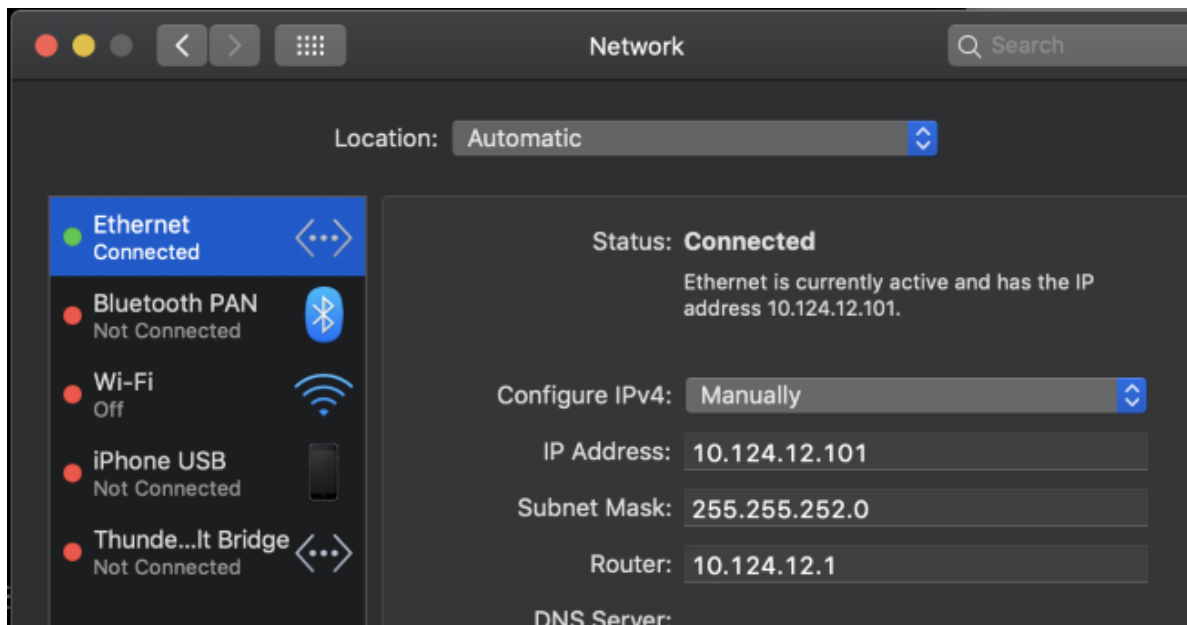 Network
Search
Location: Automatic
Ethernet
Connected
Bluetooth PAN
Not Connected
Wi-Fi
Off
iPhone USB
Not Connected
Thunde...lt Bridge
Not Connected
Status: Connected
Ethernet is currently active and has the IP
address 10.124.12.101.
Configure IPv4: Manually
IP Address: 10.124.12.101
Subnet Mask: 255.255.252.0
Router: 10.124.12.1
DNS Server: